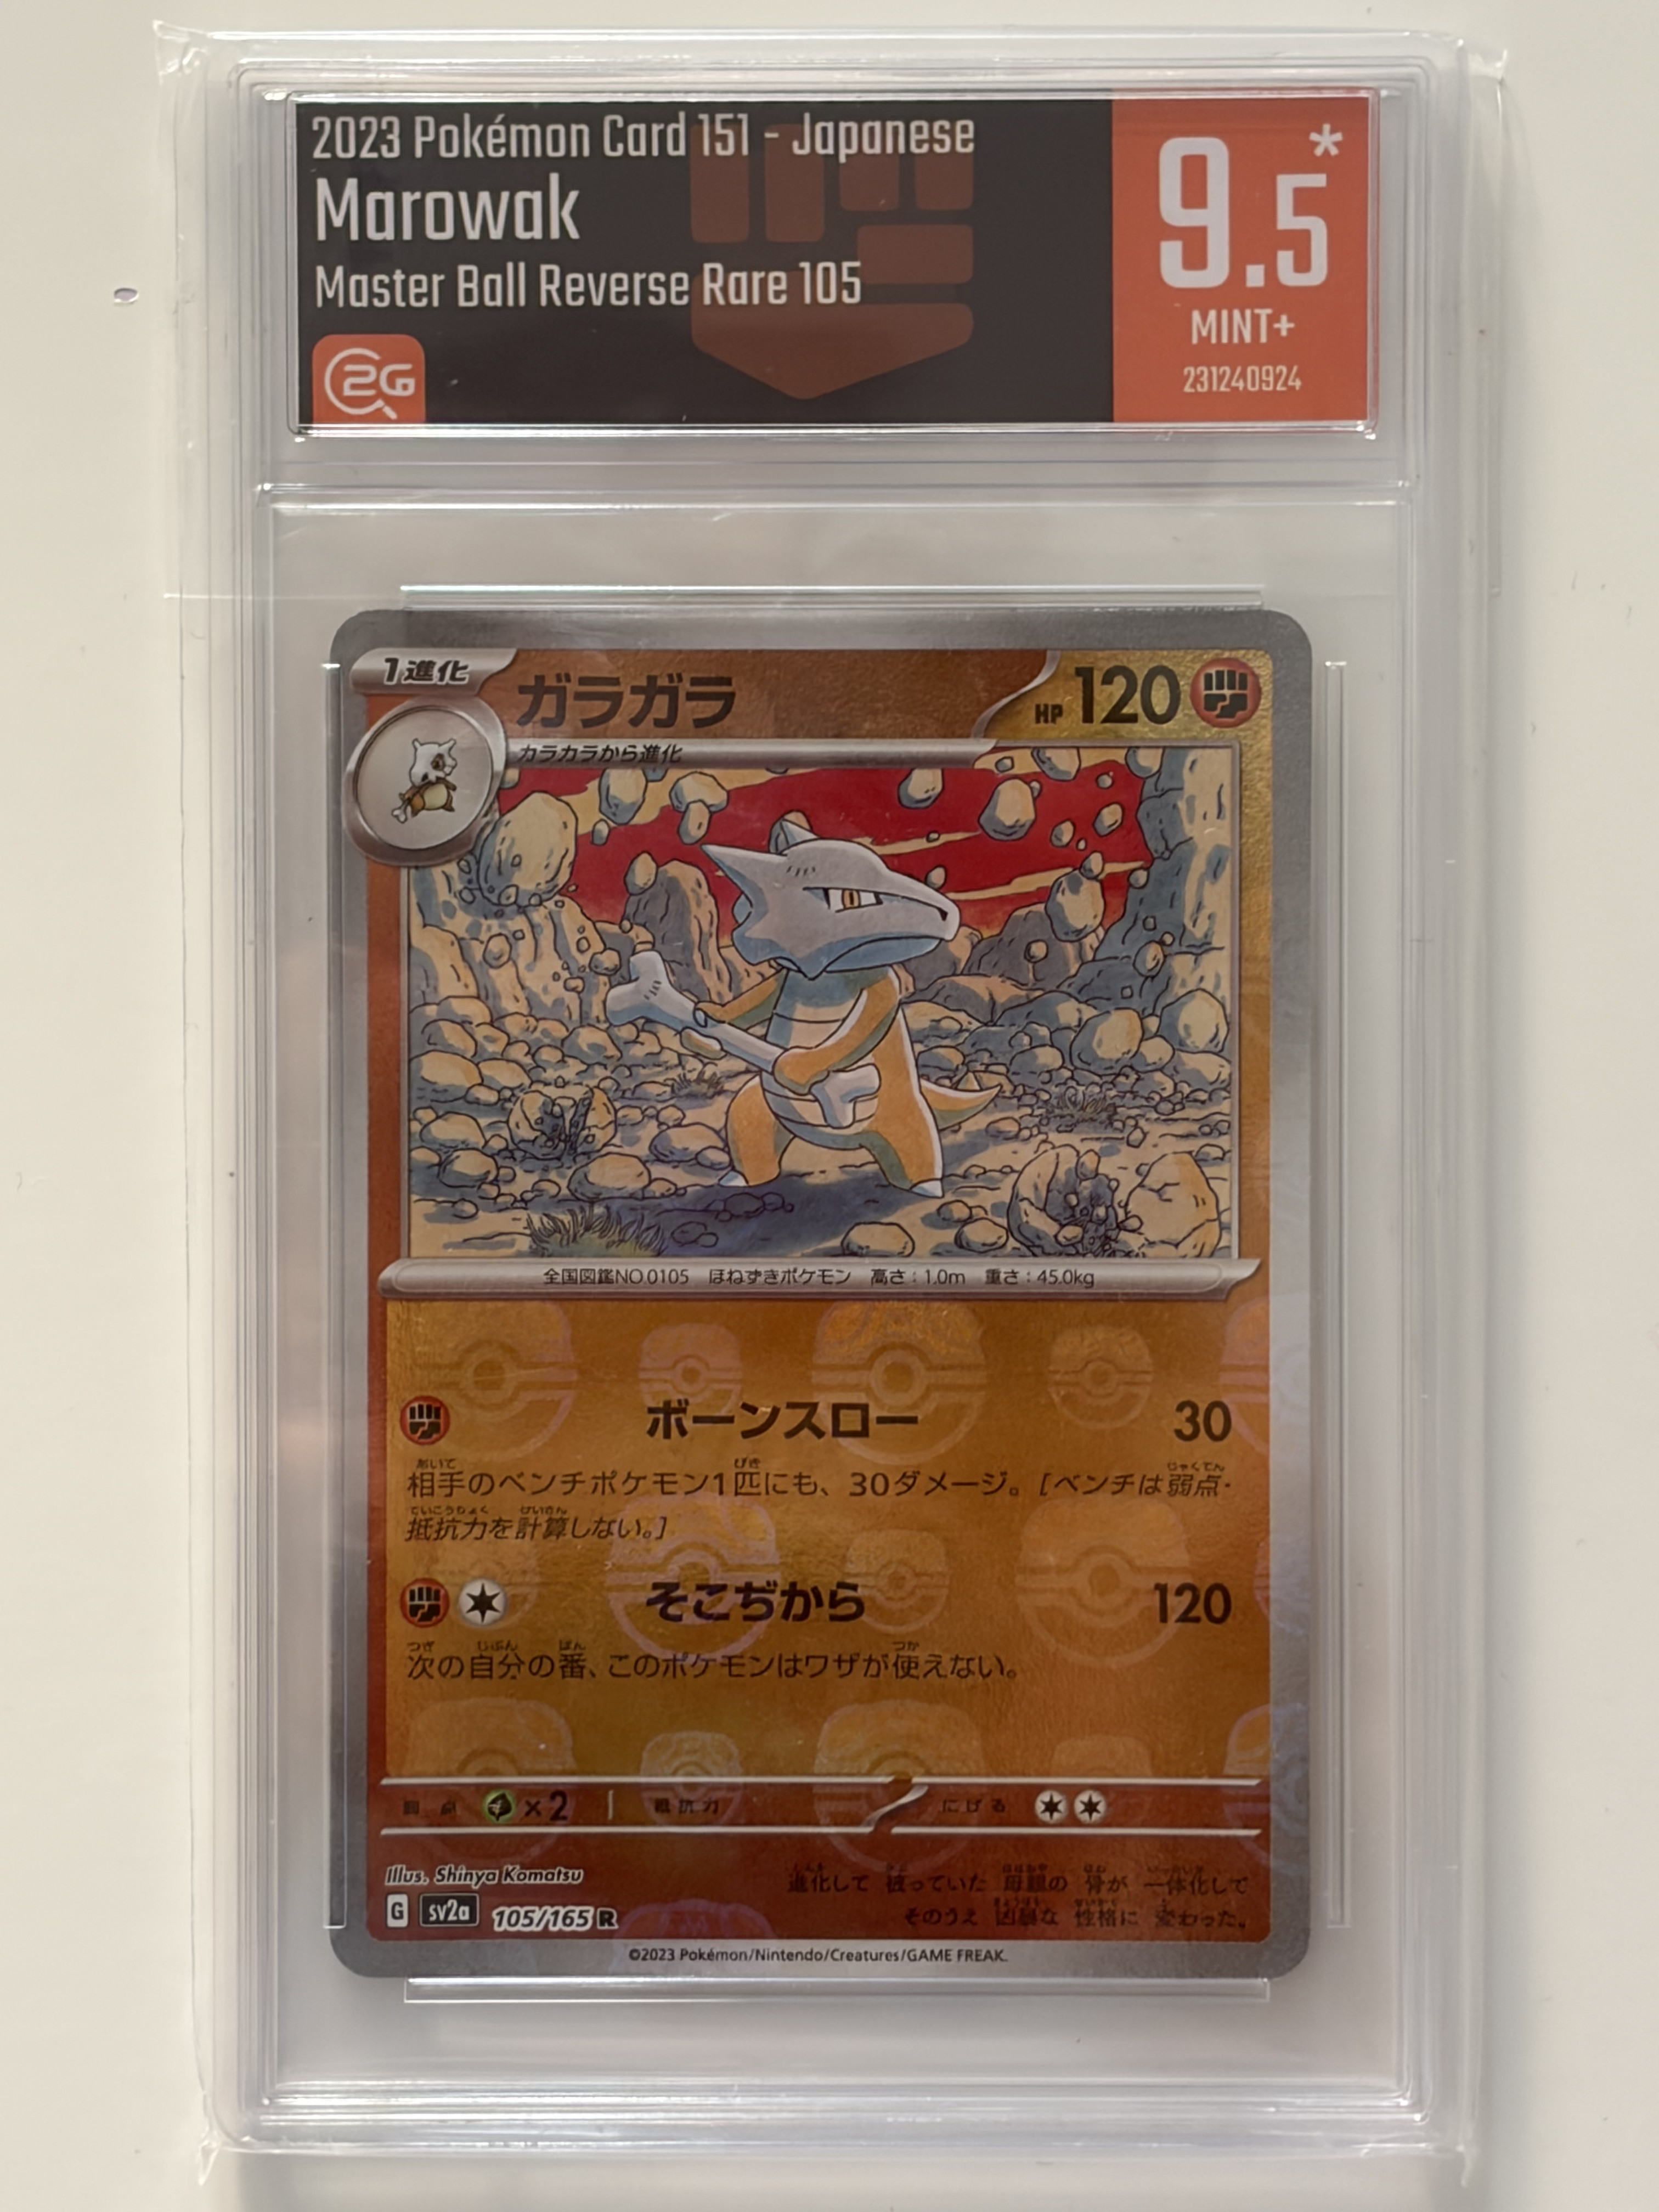 2023 Pokémon Card 151 - Japanese
Marowak
Master Ball Reverse Rare 105
C2G
9.5*
MINT+
231240924
1進化
ガラガラ
HP 120
カラカラから進化
全国図鑑NO.0105 ほねずきポケモン 高さ:1.0m 重さ:45.0kg
ボーンスロー 30
相手のベンチポケモン1匹にも、30ダメージ。[ベンチは弱点・
抵抗力を計算しない。]
そこぢから 120
次の自分の番、このポケモンはワザが使えない。
弱点 ×2 抵抗力 にげる
Illus. Shinya Komatsu
進化して 被っていた 母親の 骨が 一体化して
そのうえ 凶暴な 性格に 変わった。
G sv2a 105/165 R
©2023 Pokémon/Nintendo/Creatures/GAME FREAK.